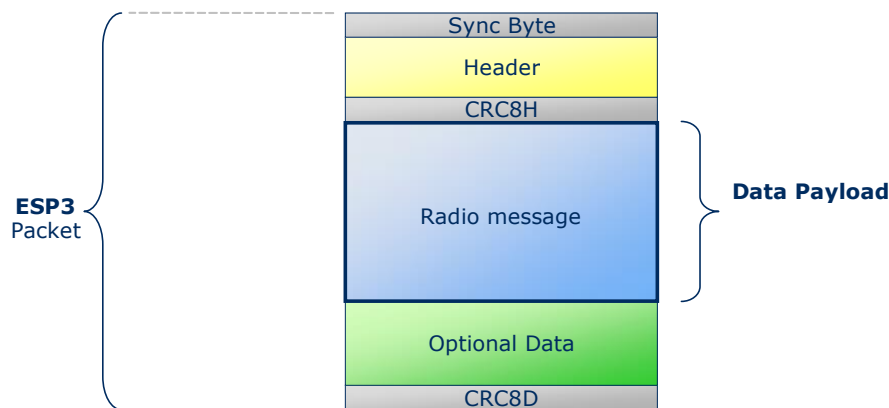 Sync Byte
Header
CRC8H
ESP3
Packet
Radio message
Data Payload
Optional Data
CRC8D